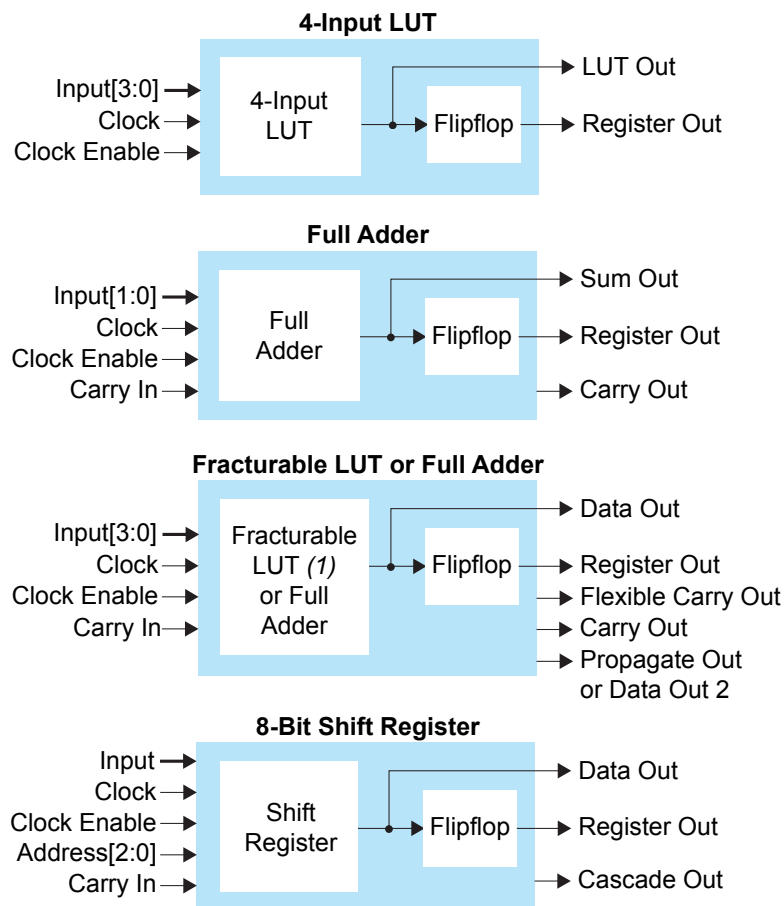 4-Input LUT
Input[3:0]
Clock
Clock Enable
4-Input
LUT
Flipflop
LUT Out
Register Out
Full Adder
Input[1:0]
Clock
Clock Enable
Carry In
Full
Adder
Flipflop
Sum Out
Register Out
Carry Out
Fracturable LUT or Full Adder
Input[3:0]
Clock
Clock Enable
Carry In
Fracturable
LUT (1)
or Full
Adder
Flipflop
Data Out
Register Out
Flexible Carry Out
Carry Out
Propagate Out
or Data Out 2
8-Bit Shift Register
Input
Clock
Clock Enable
Address[2:0]
Carry In
Shift
Register
Flipflop
Data Out
Register Out
Cascade Out